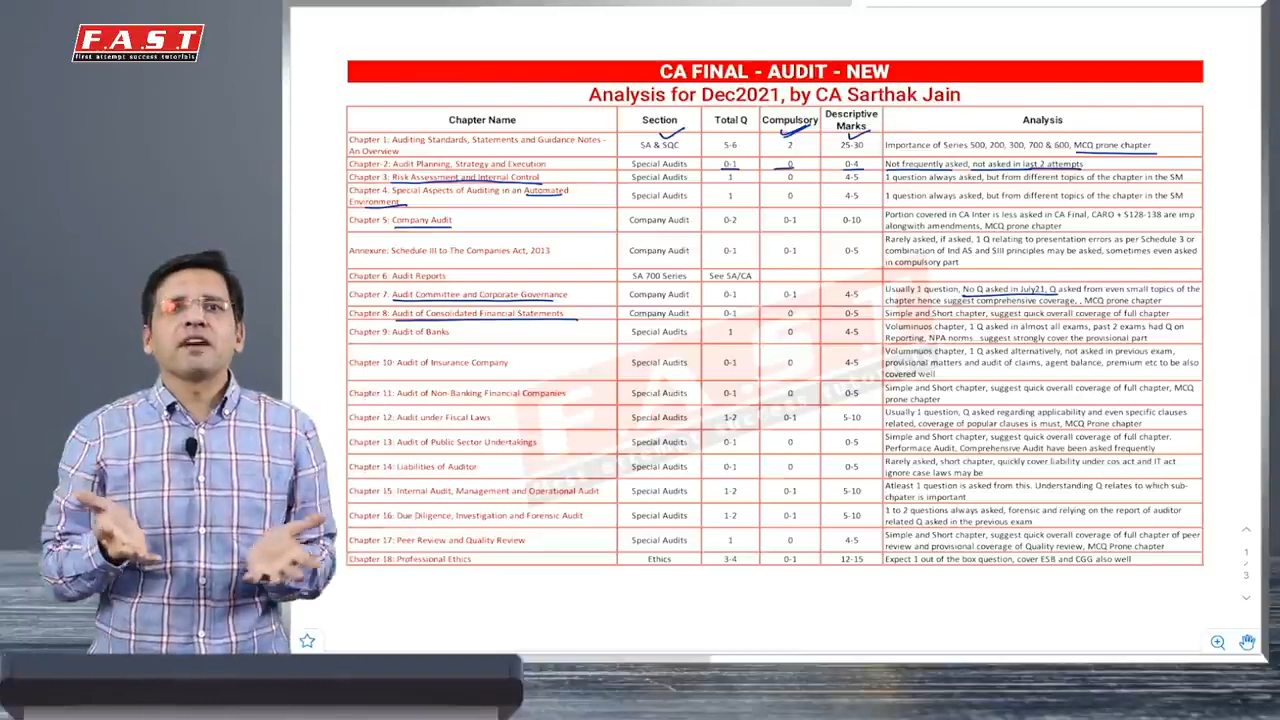 F.A.S.T
first attempt success tutorials
CA FINAL - AUDIT - NEW
Analysis for Dec2021, by CA Sarthak Jain
Chapter Name Section Total Q Compulsory Descriptive Marks Analysis
Chapter 1: Auditing Standards, Statements and Guidance Notes - An Overview SA & SQC 5-6 2 25-30 Importance of Series 500, 200, 300, 700 & 600, MCQ prone chapter
Chapter-2: Audit Planning, Strategy and Execution Special Audits 0-1 0 0-4 Not frequently asked, not asked in last 2 attempts
Chapter 3: Risk Assessment and Internal Control Special Audits 1 0 4-5 1 question always asked, but from different topics of the chapter in the SM
Chapter 4: Special Aspects of Auditing in an Automated Environment Special Audits 1 0 4-5 1 question always asked, but from different topics of the chapter in the SM
Chapter 5: Company Audit Company Audit 0-2 0-1 0-10 Portion covered in CA Inter is less asked in CA Final, CARO + S128-138 are imp
alongwith amendments, MCQ prone chapter
Annexure: Schedule III to The Companies Act, 2013 Company Audit 0-1 0-1 0-5 Rarely asked, if asked, 1 Q relating to presentation errors as per Schedule 3 or
combination of Ind AS and SIII principles may be asked, sometimes even asked
in compulsory part
Chapter 6: Audit Reports SA 700 Series See SA/CA
Chapter 7: Audit Committee and Corporate Governance Company Audit 0-1 0-1 4-5 Usually 1 question, No Q asked in July21, Q asked from even small topics of the
chapter hence suggest comprehensive coverage, , MCQ prone chapter
Chapter 8: Audit of Consolidated Financial Statements Company Audit 0-1 0 0-5 Simple and Short chapter, suggest quick overall coverage of full chapter
Chapter 9: Audit of Banks Special Audits 1 0 4-5 Voluminous chapter, 1 Q asked in almost all exams, past 2 exams had Q on
Reporting, NPA norms...suggest strongly cover the provisional part
Chapter 10: Audit of Insurance Company Special Audits 0-1 0 4-5 Voluminuos chapter, 1 Q asked alternatively, not asked in previous exam,
provisional matters and audit of claims, agent balance, premium etc to be also
covered well
Chapter 11: Audit of Non-Banking Financial Companies Special Audits 0-1 0 0-5 Simple and Short chapter, suggest quick overall coverage of full chapter, MCQ
prone chapter
Chapter 12: Audit under Fiscal Laws Special Audits 1-2 0-1 5-10 Usually 1 question, Q asked regarding applicability and even specific clauses
related, coverage of popular clauses is must, MCQ Prone chapter
Chapter 13: Audit of Public Sector Undertakings Special Audits 0-1 0 0-5 Simple and Short chapter, suggest quick overall coverage of full chapter.
Performace Audit, Comprehensive Audit have been asked frequently
Chapter 14: Liabilities of Auditor Special Audits 0-1 0 0-5 Rarely asked, short chapter, quickly cover liability under cos act and IT act
ignore case laws may be
Chapter 15: Internal Audit, Management and Operational Audit Special Audits 1-2 0-1 5-10 Atleast 1 question is asked from this. Understanding Q relates to which sub-
chpater is important
Chapter 16: Due Diligence, Investigation and Forensic Audit Special Audits 1-2 0-1 5-10 1 to 2 questions always asked, forensic and relying on the report of auditor
related Q asked in the previous exam
Chapter 17: Peer Review and Quality Review Special Audits 1 0 4-5 Simple and Short chapter, suggest quick overall coverage of full chapter of peer
review and provisional coverage of Quality review, MCQ Prone chapter
Chapter 18: Professional Ethics Ethics 3-4 0-1 12-15 Expect 1 out of the box question, cover ESB and CGG also well
1
/
3